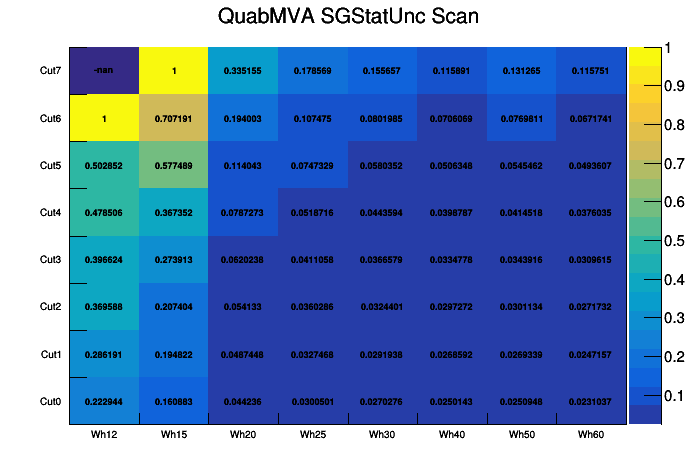 QuabMVA SGStatUnc Scan
Cut7 -nan 1 0.335155 0.178569 0.155657 0.115891 0.131265 0.115751
Cut6 1 0.707191 0.194003 0.107475 0.0801985 0.0706069 0.0769811 0.0671741
Cut5 0.502852 0.577489 0.114043 0.0747329 0.0580352 0.0506348 0.0545462 0.0493607
Cut4 0.478506 0.367352 0.0787273 0.0518716 0.0443594 0.0398787 0.0414518 0.0376035
Cut3 0.396624 0.273913 0.0620238 0.0411058 0.0366579 0.0334778 0.0343916 0.0309615
Cut2 0.369588 0.207404 0.054133 0.0360286 0.0324401 0.0297272 0.0301134 0.0271732
Cut1 0.286191 0.194822 0.0487448 0.0327468 0.0291938 0.0268592 0.0269339 0.0247157
Cut0 0.222944 0.160883 0.044236 0.0300501 0.0270276 0.0250143 0.0250948 0.0231037
Wh12 Wh15 Wh20 Wh25 Wh30 Wh40 Wh50 Wh60
1
0.9
0.8
0.7
0.6
0.5
0.4
0.3
0.2
0.1